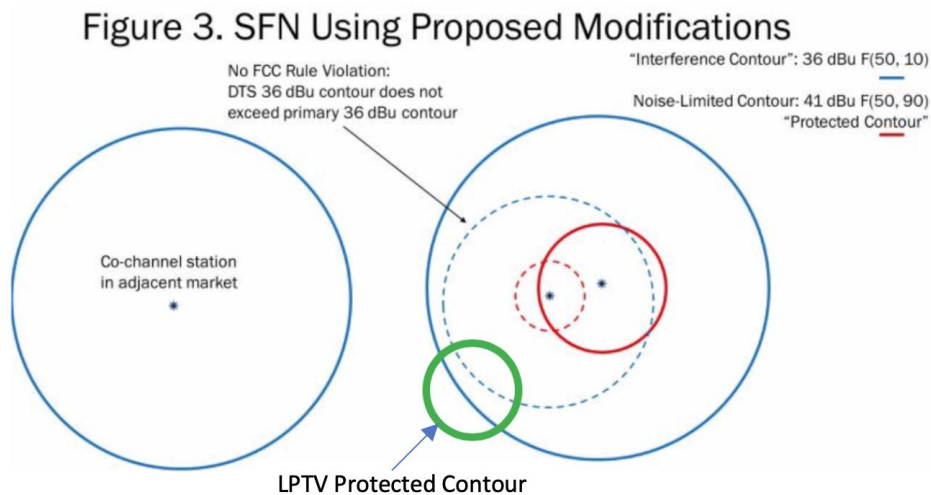 Figure 3. SFN Using Proposed Modifications
"Interference Contour": 36 dBu F(50, 10)
No FCC Rule Violation:
DTS 36 dBu contour does not
exceed primary 36 dBu contour
Noise-Limited Contour: 41 dBu F(50, 90)
"Protected Contour"
Co-channel station
in adjacent market
LPTV Protected Contour